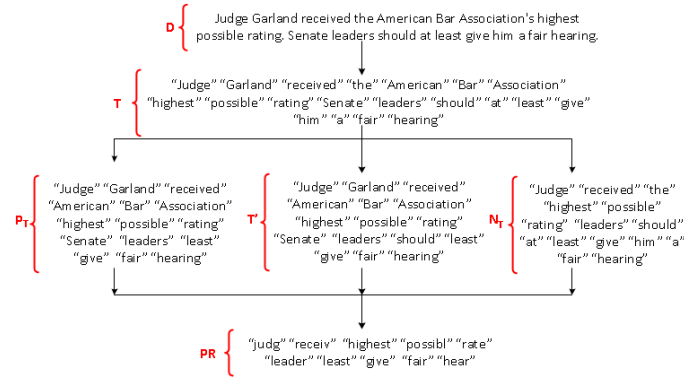 D
Judge Garland received the American Bar Association's highest
possible rating. Senate leaders should at least give him a fair hearing.
T
“Judge” “Garland” “received” “the” “American” “Bar” “Association”
“highest” “possible” “rating” “Senate” “leaders” “should” “at” “least” “give”
“him” “a” “fair” “hearing”
P_T
“Judge” “Garland” “received”
“American” “Bar” “Association”
“highest” “possible” “rating”
“Senate” “leaders” “least”
“give” “fair” “hearing”
T’
“Judge” “Garland” “received”
“American” “Bar” “Association”
“highest” “possible” “rating”
“Senate” “leaders” “should” “least”
“give” “fair” “hearing”
N_T
“Judge” “received” “the”
“highest” “possible”
“rating” “leaders” “should”
“at” “least” “give” “him” “a”
“fair” “hearing”
PR
“judg” “receiv” “highest” “possibl” “rate”
“leader” “least” “give” “fair” “hear”